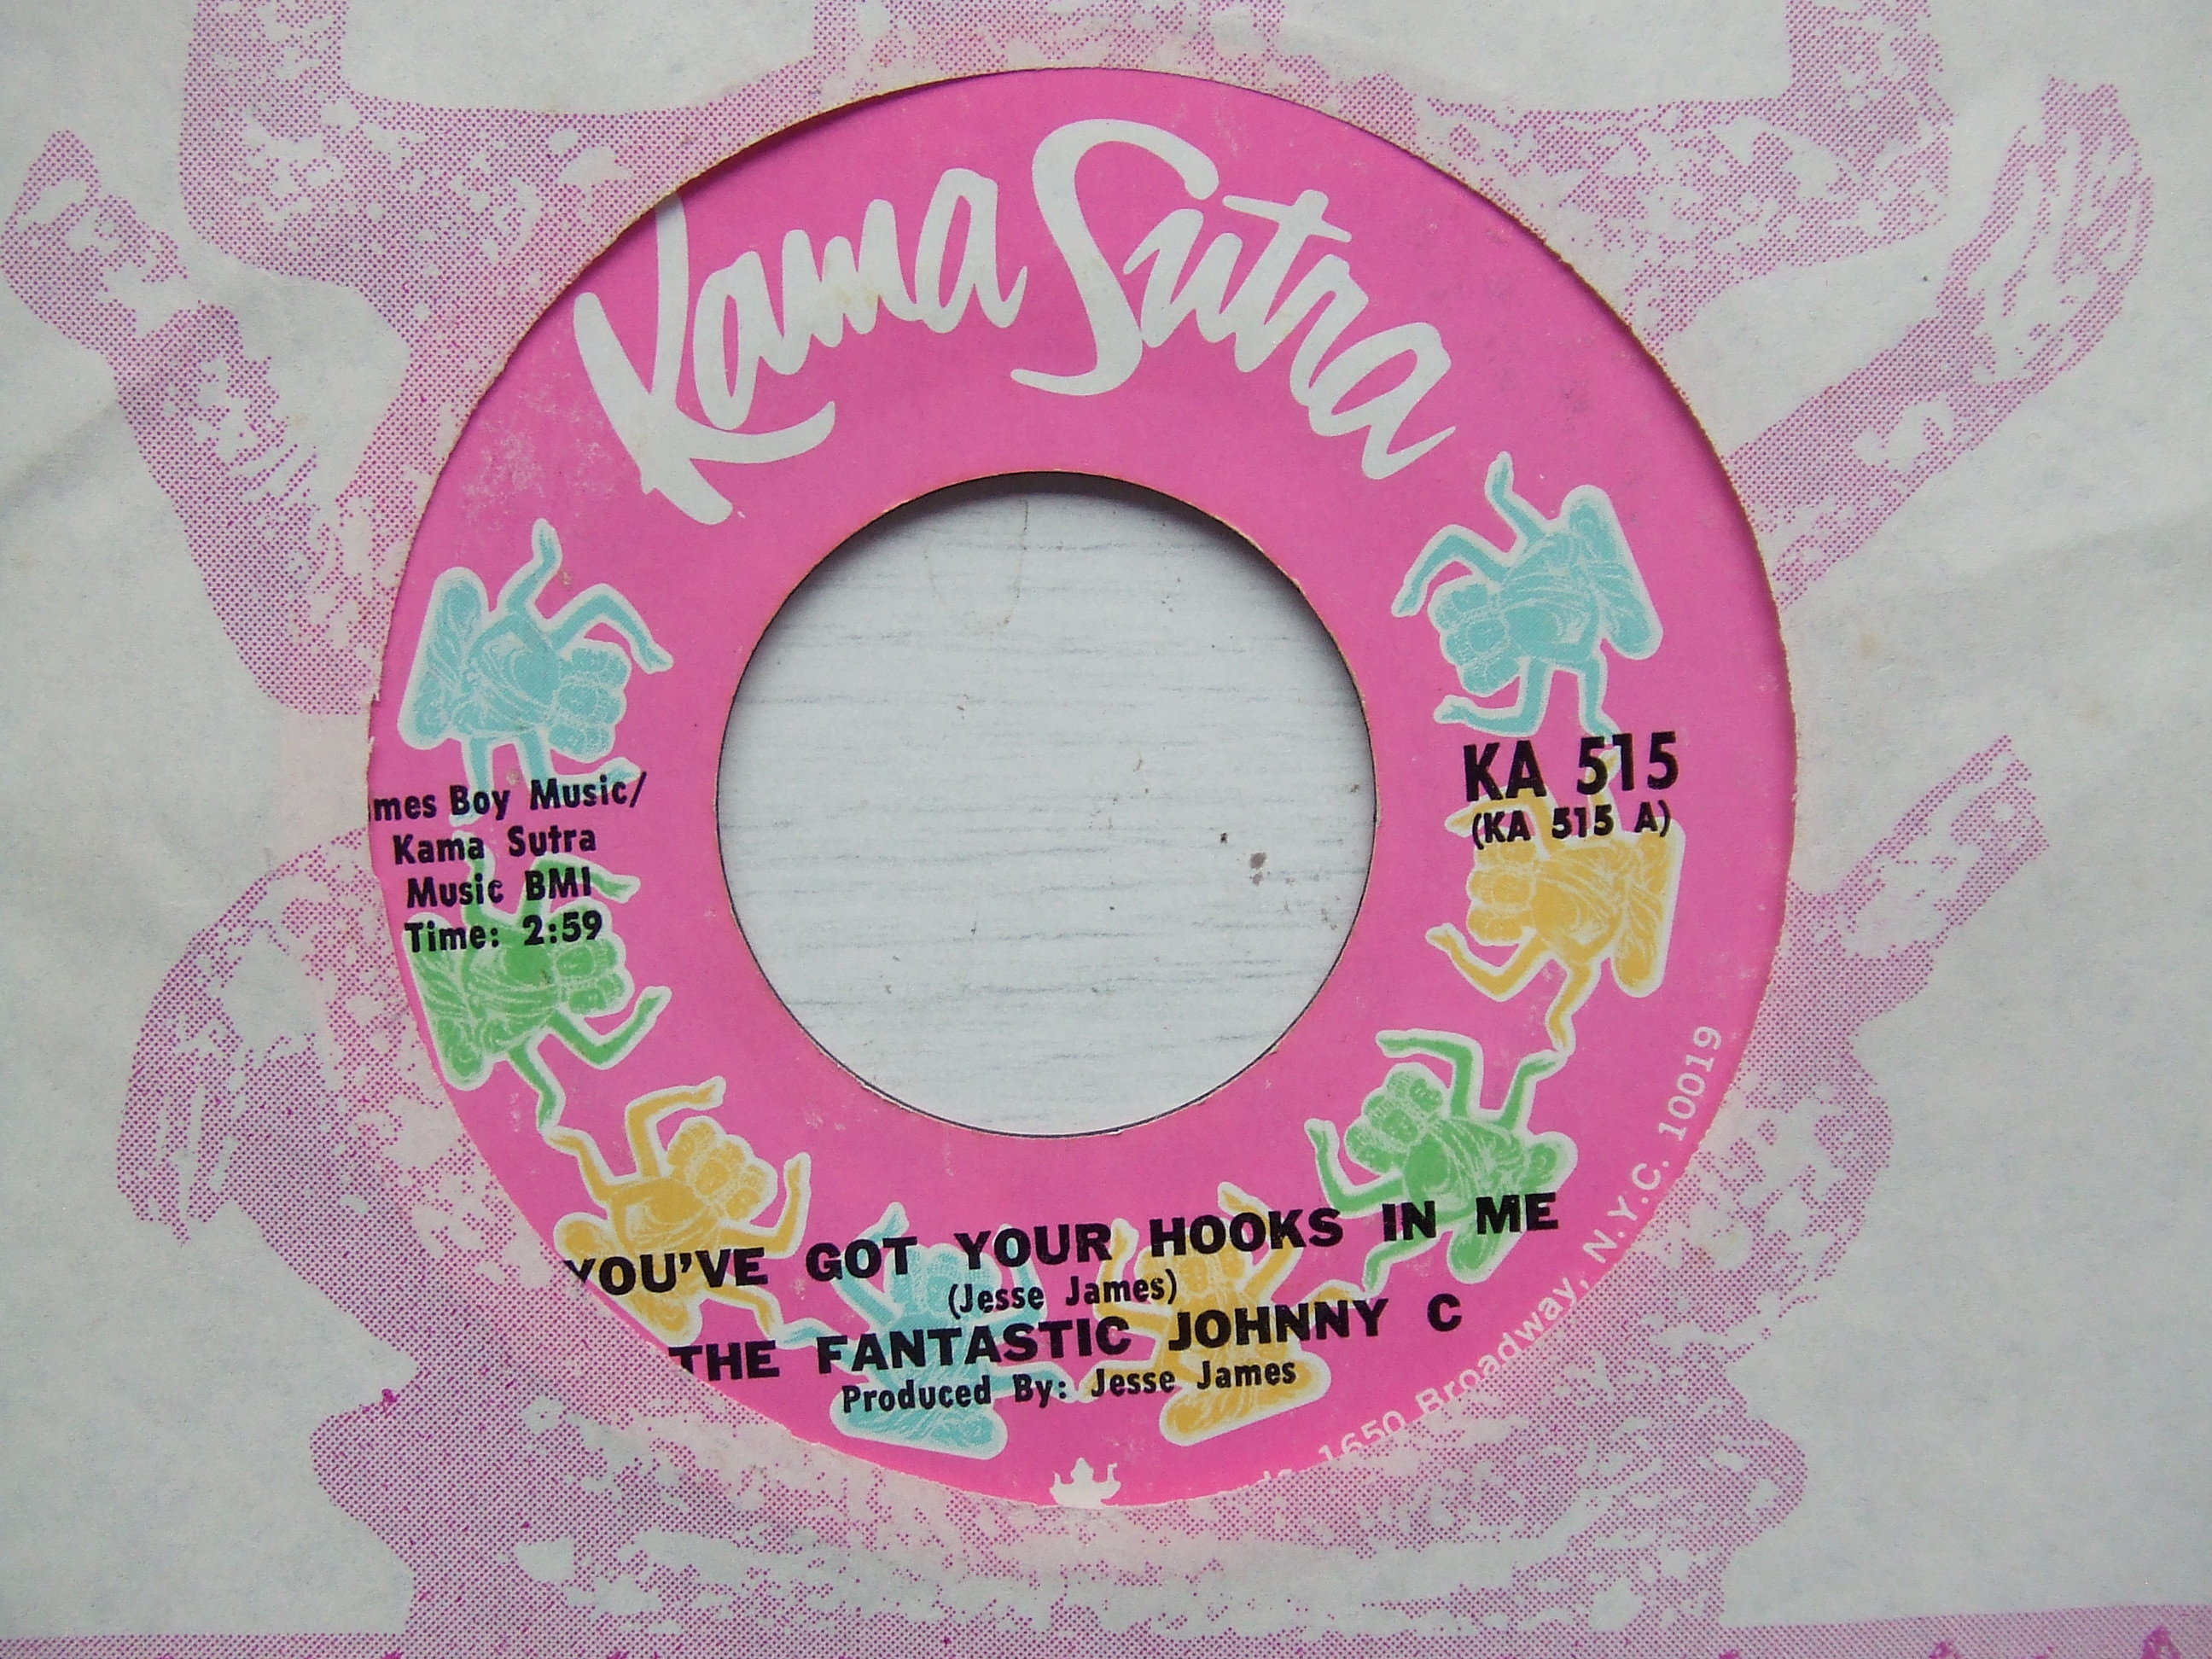 Kama Sutra
KA 515
(KA 515 A)
mes Boy Music/
Kama Sutra
Music BMI
Time: 2:59
YOU'VE GOT YOUR HOOKS IN ME
(Jesse James)
THE FANTASTIC JOHNNY C
Produced By: Jesse James
1650 Broadway, N.Y.C. 10019